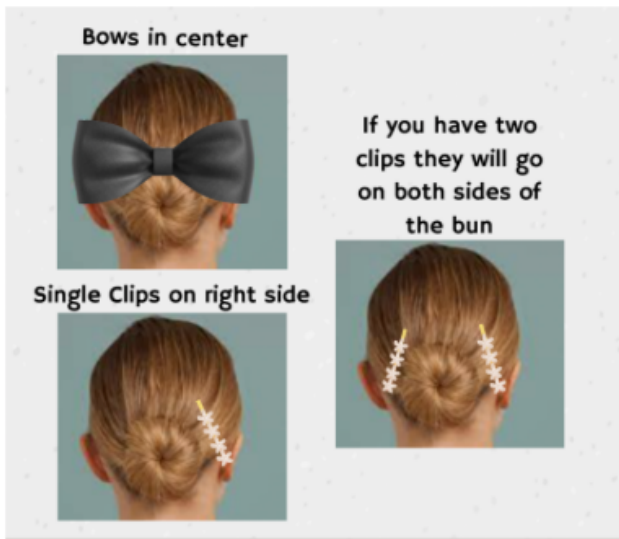 Bows in center
If you have two
clips they will go
on both sides of
the bun
Single Clips on right side